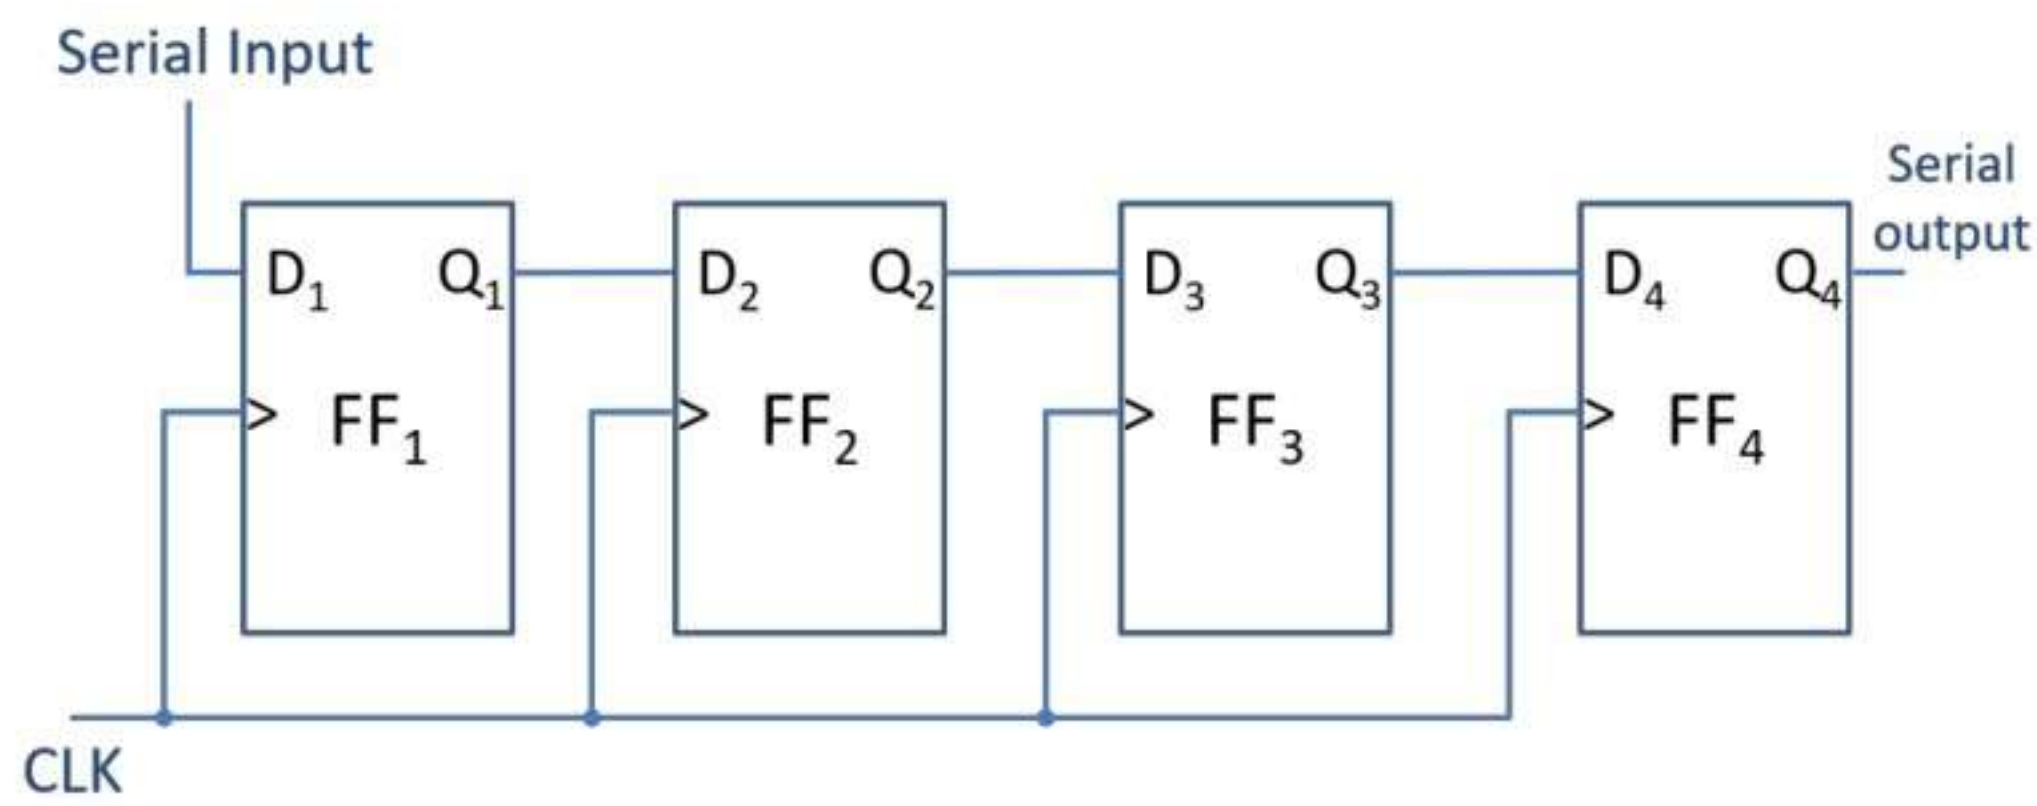 Serial Input
Serial
output
D₁ Q₁ D₂ Q₂ D₃ Q₃ D₄ Q₄
> FF₁ > FF₂ > FF₃ > FF₄
CLK